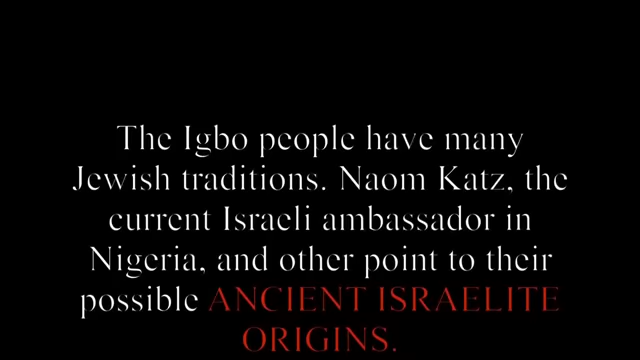 The Igbo people have many
Jewish traditions. Naom Katz, the
current Israeli ambassador in
Nigeria, and other point to their
possible ANCIENT ISRAELITE
ORIGINS.